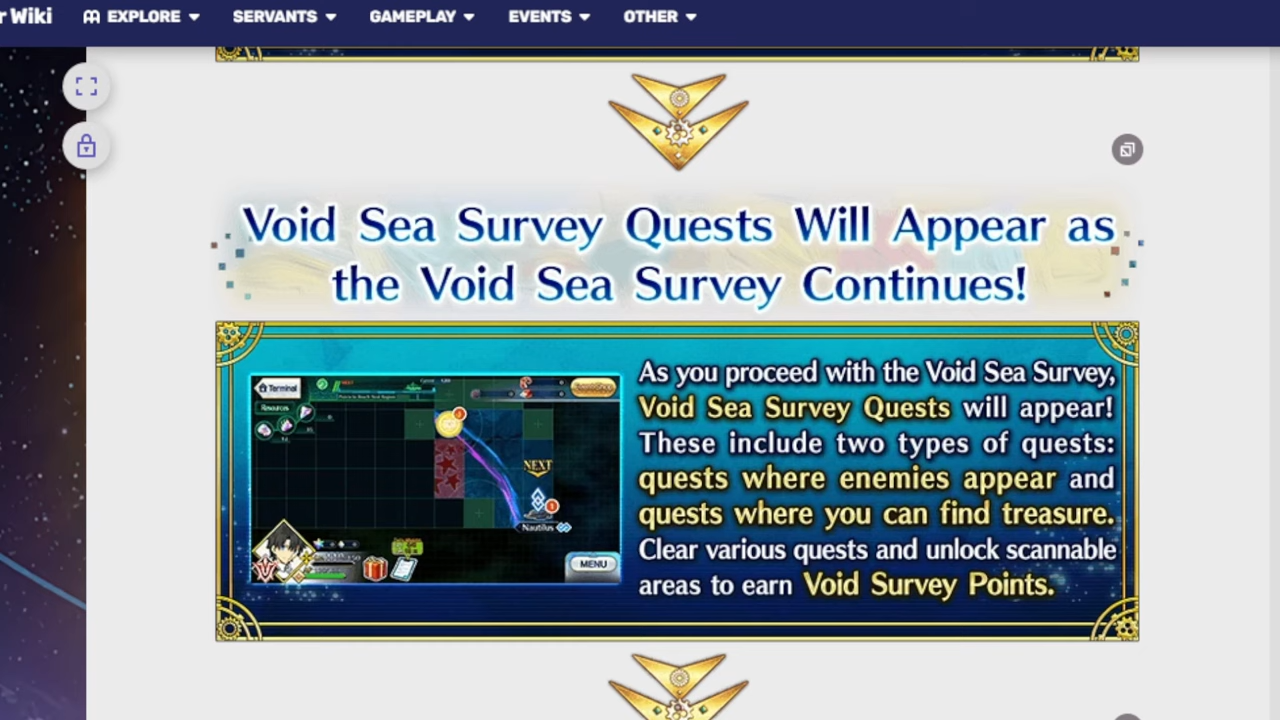 r Wiki
EXPLORE
SERVANTS
GAMEPLAY
EVENTS
OTHER
Void Sea Survey Quests Will Appear as
the Void Sea Survey Continues!
Terminal
Resources
NEXT
Nautilus
MENU
As you proceed with the Void Sea Survey,
Void Sea Survey Quests will appear!
These include two types of quests:
quests where enemies appear and
quests where you can find treasure.
Clear various quests and unlock scannable
areas to earn Void Survey Points.